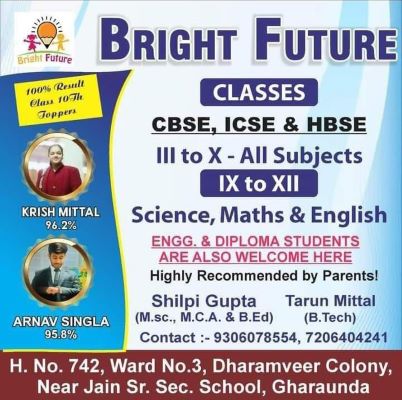 BRIGHT FUTURE
Bright Future
100% Result
Class 10Th
Toppers
KRISH MITTAL
96.2%
ARNAV SINGLA
95.8%
CLASSES
CBSE, ICSE & HBSE
III to X - All Subjects
IX to XII
Science, Maths & English
ENGG. & DIPLOMA STUDENTS
ARE ALSO WELCOME HERE
Highly Recommended by Parents!
Shilpi Gupta
(M.sc., M.C.A. & B.Ed)
Tarun Mittal
(B.Tech)
Contact :- 9306078554, 7206404241
H. No. 742, Ward No.3, Dharamveer Colony,
Near Jain Sr. Sec. School, Gharaunda